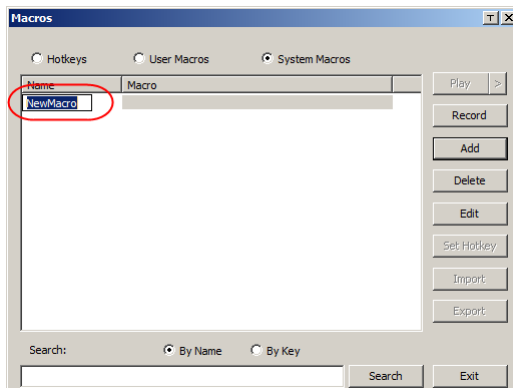 Macros
T X
Hotkeys User Macros System Macros
Name Macro
NewMacro
Play >
Record
Add
Delete
Edit
Set Hotkey
Import
Export
Search: By Name By Key
Search Exit